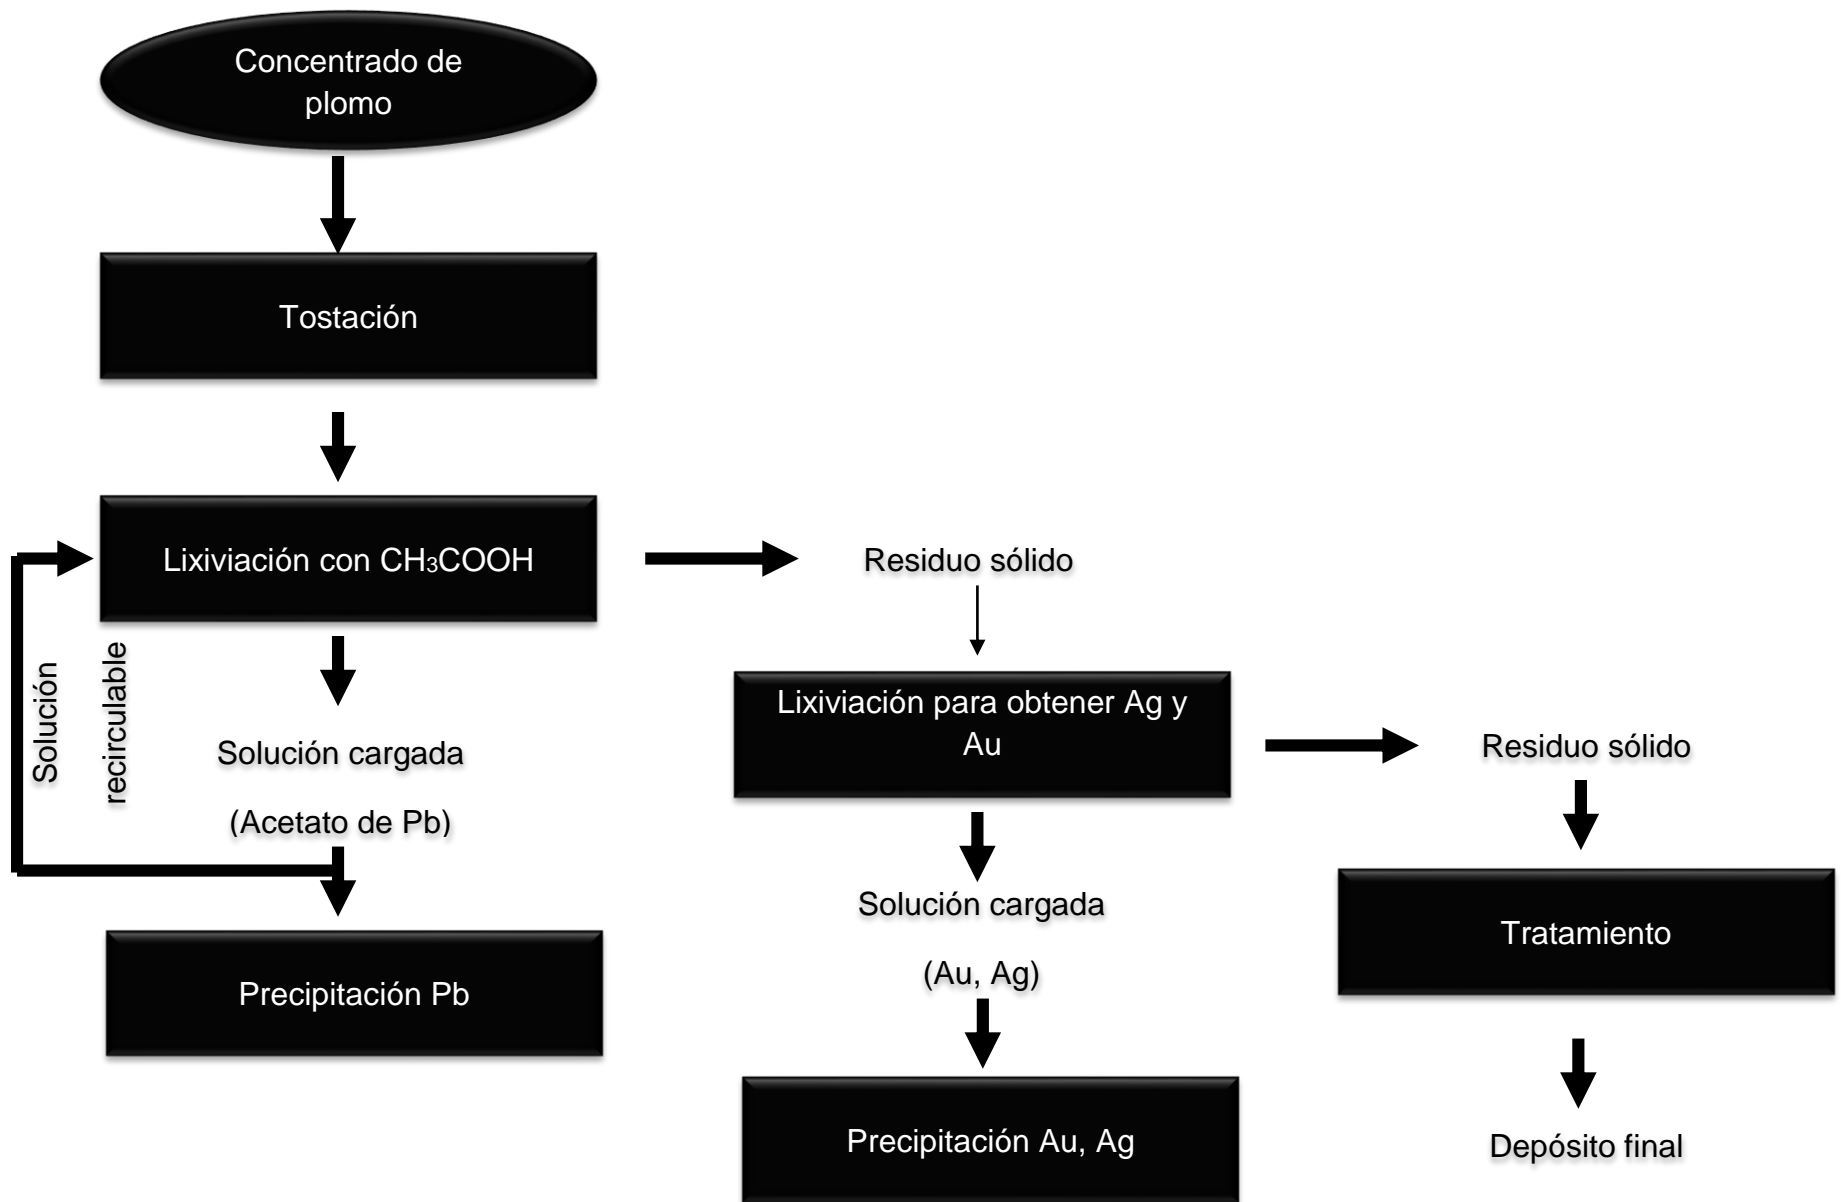 Concentrado de
plomo
Tostación
Lixiviación con CH₃COOH
Residuo sólido
Solución
recirculable
Solución cargada
(Acetato de Pb)
Precipitación Pb
Lixiviación para obtener Ag y
Au
Residuo sólido
Solución cargada
(Au, Ag)
Precipitación Au, Ag
Tratamiento
Depósito final